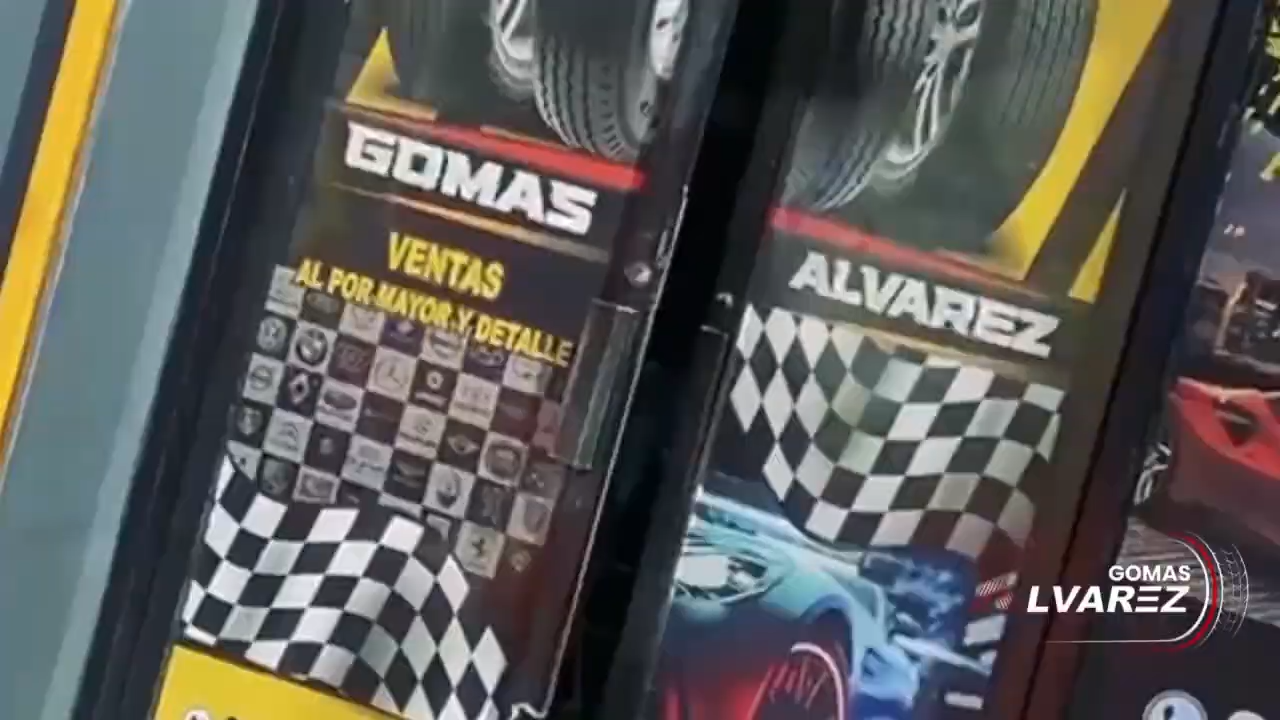 GOMAS
VENTAS
AL POR MAYOR Y DETALLE
ALVAREZ
GOMAS
LVAREZ